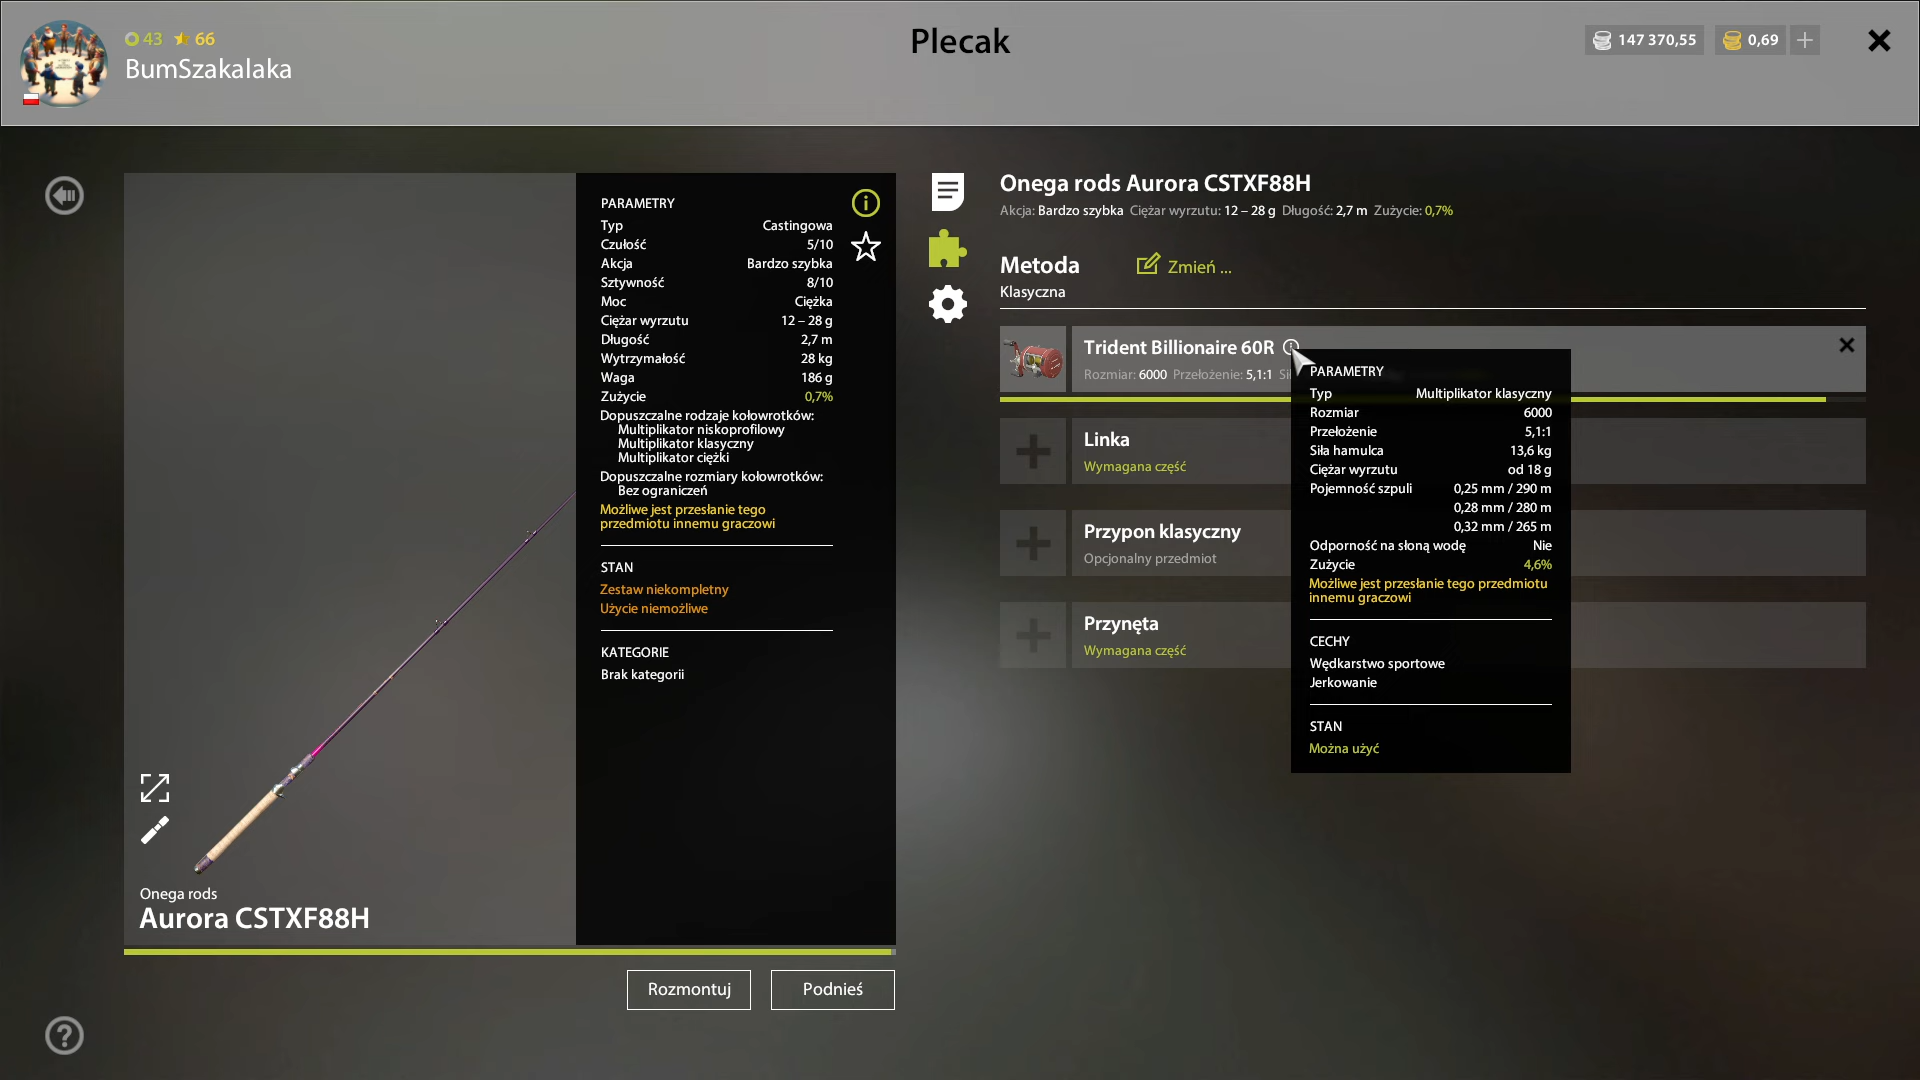 43 66
BumSzakalaka
Plecak
147 370,55
0,69
PARAMETRY
Typ Castingowa
Czułość 5/10
Akcja Bardzo szybka
Sztywność 8/10
Moc Ciężka
Ciężar wyrzutu 12 – 28 g
Długość 2,7 m
Wytrzymałość 28 kg
Waga 186 g
Zużycie 0,7%
Dopuszczalne rodzaje kołowrotków:
Multiplikator niskoprofilowy
Multiplikator klasyczny
Multiplikator ciężki
Dopuszczalne rozmiary kołowrotków:
Bez ograniczeń
Możliwe jest przesłanie tego
przedmiotu innemu graczowi
STAN
Zestaw niekompletny
Użycie niemożliwe
KATEGORIE
Brak kategorii
Onega rods
Aurora CSTXF88H
Rozmontuj
Podnieś
Onega rods Aurora CSTXF88H
Akcja: Bardzo szybka Ciężar wyrzutu: 12 – 28 g Długość: 2,7 m Zużycie: 0,7%
Metoda
Zmień ...
Klasyczna
Trident Billionaire 60R
Rozmiar: 6000 Przełożenie: 5,1:1
Linka
Wymagana część
Przypon klasyczny
Opcjonalny przedmiot
Przynęta
Wymagana część
PARAMETRY
Typ Multiplikator klasyczny
Rozmiar 6000
Przełożenie 5,1:1
Siła hamulca 13,6 kg
Ciężar wyrzutu od 18 g
Pojemność szpuli 0,25 mm / 290 m
0,28 mm / 280 m
0,32 mm / 265 m
Odporność na słoną wodę Nie
Zużycie 4,6%
Możliwe jest przesłanie tego przedmiotu
innemu graczowi
CECHY
Wędkarstwo sportowe
Jerkowanie
STAN
Można użyć